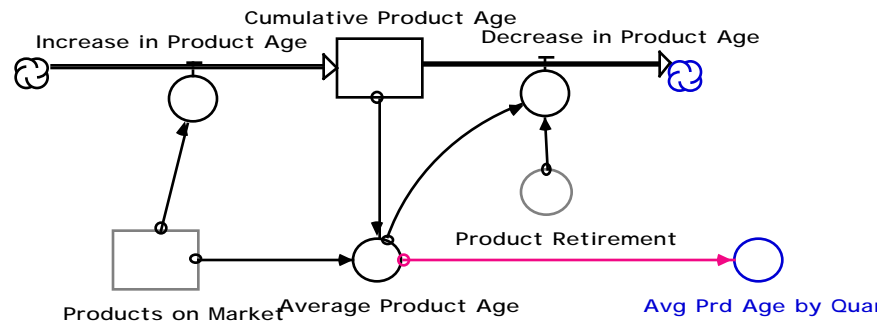 Cumulative Product Age
Increase in Product Age
Decrease in Product Age
Product Retirement
Products on Market
Average Product Age
Avg Prd Age by Quar